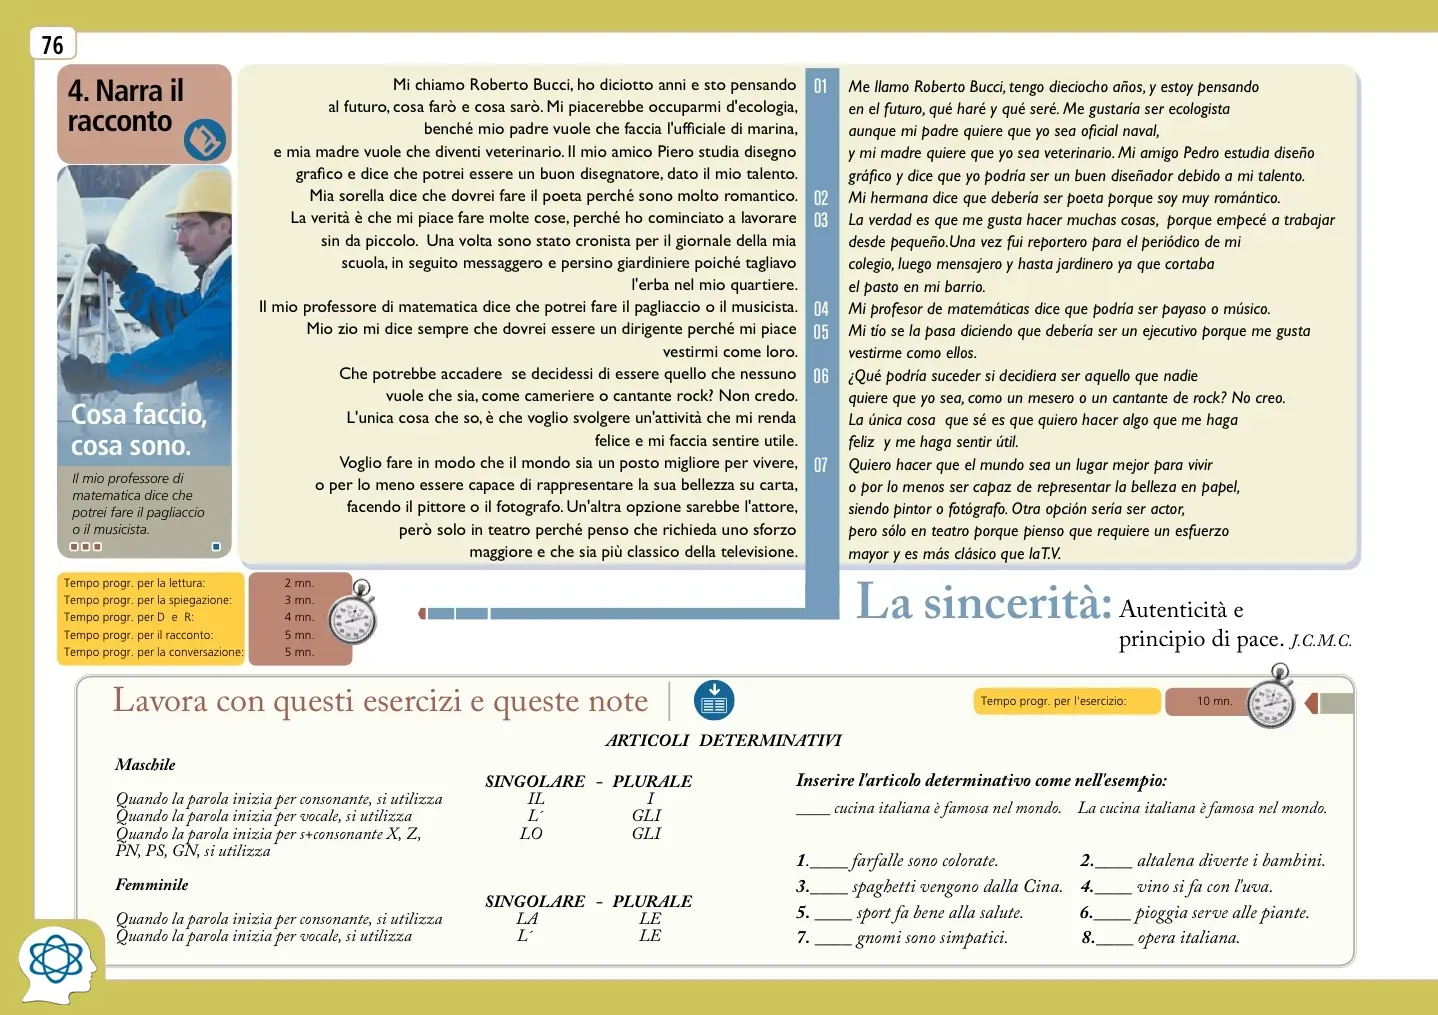 76
4. Narra il
racconto
Cosa faccio,
cosa sono.
Il mio professore di
matematica dice che
potrei fare il pagliaccio
o il musicista.
Mi chiamo Roberto Bucci, ho diciotto anni e sto pensando
al futuro, cosa farò e cosa sarò. Mi piacerebbe occuparmi d'ecologia,
benché mio padre vuole che faccia l'ufficiale di marina,
e mia madre vuole che diventi veterinario. Il mio amico Piero studia disegno
grafico e dice che potrei essere un buon disegnatore, dato il mio talento.
Mia sorella dice che dovrei fare il poeta perché sono molto romantico.
La verità è che mi piace fare molte cose, perché ho cominciato a lavorare
sin da piccolo. Una volta sono stato cronista per il giornale della mia
scuola, in seguito messaggero e persino giardiniere poiché tagliavo
l'erba nel mio quartiere.
Il mio professore di matematica dice che potrei fare il pagliaccio o il musicista.
Mio zio mi dice sempre che dovrei essere un dirigente perché mi piace
vestirmi come loro.
Che potrebbe accadere se decidessi di essere quello che nessuno
vuole che sia, come cameriere o cantante rock? Non credo.
L'unica cosa che so, è che voglio svolgere un'attività che mi renda
felice e mi faccia sentire utile.
Voglio fare in modo che il mondo sia un posto migliore per vivere,
o per lo meno essere capace di rappresentare la sua bellezza su carta,
facendo il pittore o il fotografo. Un'altra opzione sarebbe l'attore,
però solo in teatro perché penso che richieda uno sforzo
maggiore e che sia più classico della televisione.
01 Me llamo Roberto Bucci, tengo dieciocho años, y estoy pensando
en el futuro, qué haré y qué seré. Me gustaría ser ecologista
aunque mi padre quiere que yo sea oficial naval,
y mi madre quiere que yo sea veterinario. Mi amigo Pedro estudia diseño
gráfico y dice que yo podría ser un buen diseñador debido a mi talento.
02 Mi hermana dice que debería ser poeta porque soy muy romántico.
03 La verdad es que me gusta hacer muchas cosas, porque empecé a trabajar
desde pequeño.Una vez fui reportero para el periódico de mi
colegio, luego mensajero y hasta jardinero ya que cortaba
el pasto en mi barrio.
04 Mi profesor de matemáticas dice que podría ser payaso o músico.
05 Mi tío se la pasa diciendo que debería ser un ejecutivo porque me gusta
vestirme como ellos.
06 ¿Qué podría suceder si decidiera ser aquello que nadie
quiere que yo sea, como un mesero o un cantante de rock? No creo.
La única cosa que sé es que quiero hacer algo que me haga
feliz y me haga sentir útil.
07 Quiero hacer que el mundo sea un lugar mejor para vivir
o por lo menos ser capaz de representar la belleza en papel,
siendo pintor o fotógrafo. Otra opción sería ser actor,
pero sólo en teatro porque pienso que requiere un esfuerzo
mayor y es más clásico que laT.V.
Tempo progr. per la lettura: 2 mn.
Tempo progr. per la spiegazione: 3 mn.
Tempo progr. per D e R: 4 mn.
Tempo progr. per il racconto: 5 mn.
Tempo progr. per la conversazione: 5 mn.
La sincerità: Autenticità e
principio di pace. J.C.M.C.
Lavora con questi esercizi e queste note
Tempo progr. per l'esercizio: 10 mn.
ARTICOLI DETERMINATIVI
Maschile
SINGOLARE - PLURALE
Quando la parola inizia per consonante, si utilizza IL I
Quando la parola inizia per vocale, si utilizza L´ GLI
Quando la parola inizia per s+consonante X, Z, LO GLI
PN, PS, GN, si utilizza
Femminile
SINGOLARE - PLURALE
Quando la parola inizia per consonante, si utilizza LA LE
Quando la parola inizia per vocale, si utilizza L´ LE
Inserire l'articolo determinativo come nell'esempio:
____ cucina italiana è famosa nel mondo. La cucina italiana è famosa nel mondo.
1.____ farfalle sono colorate. 2.____ altalena diverte i bambini.
3.____ spaghetti vengono dalla Cina. 4.____ vino si fa con l'uva.
5. ____ sport fa bene alla salute. 6.____ pioggia serve alle piante.
7. ____ gnomi sono simpatici. 8.____ opera italiana.